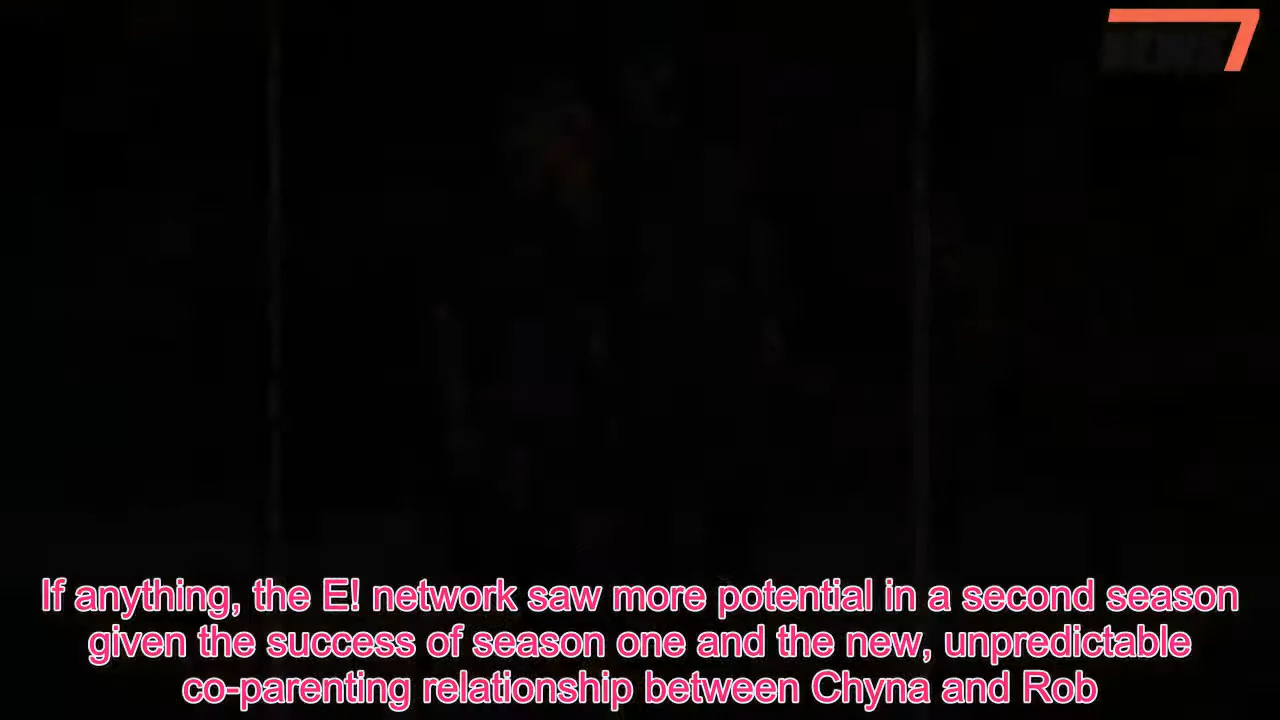 7
If anything, the E! network saw more potential in a second season
given the success of season one and the new, unpredictable
co-parenting relationship between Chyna and Rob